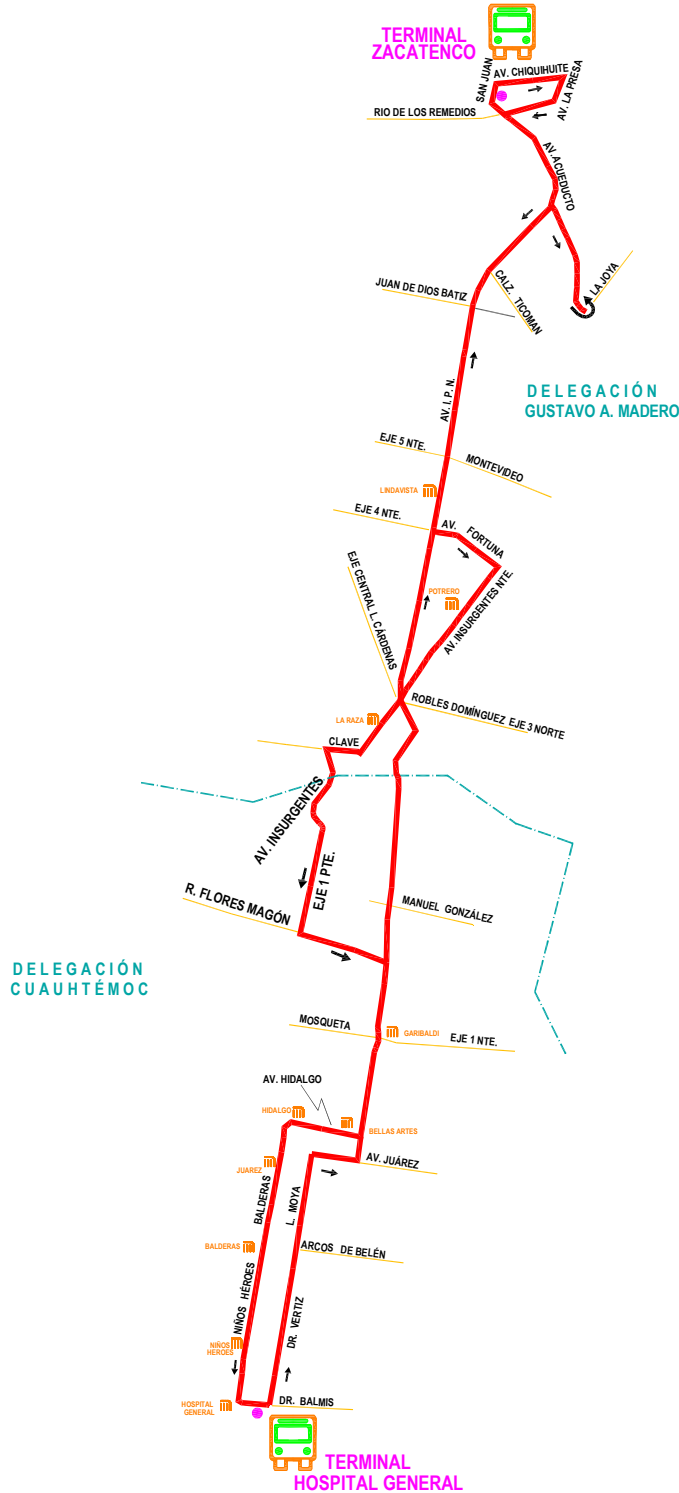 TERMINAL
ZACATENCO
SAN JUAN
AV. CHIQUIHUITE
AV. LA PRESA
RIO DE LOS REMEDIOS
AV. ACUEDUCTO
LA JOYA
JUAN DE DIOS BATIZ
CALZ. TICOMAN
DELEGACIÓN
GUSTAVO A. MADERO
AV. I. P. N.
EJE 5 NTE.
MONTEVIDEO
LINDAVISTA
EJE 4 NTE.
AV. FORTUNA
EJE CENTRAL L. CÁRDENAS
POTRERO
AV. INSURGENTES NTE.
ROBLES DOMÍNGUEZ EJE 3 NORTE
LA RAZA
CLAVE
AV. INSURGENTES
EJE 1 PTE.
R. FLORES MAGÓN
MANUEL GONZÁLEZ
DELEGACIÓN
CUAUHTÉMOC
MOSQUETA
GARIBALDI
EJE 1 NTE.
AV. HIDALGO
HIDALGO
BELLAS ARTES
AV. JUÁREZ
JUAREZ
BALDERAS
L. MOYA
BALDERAS
ARCOS DE BELÉN
NIÑOS HÉROES
DR. VERTIZ
NIÑOS
HEROES
HOSPITAL
GENERAL
DR. BALMIS
TERMINAL
HOSPITAL GENERAL